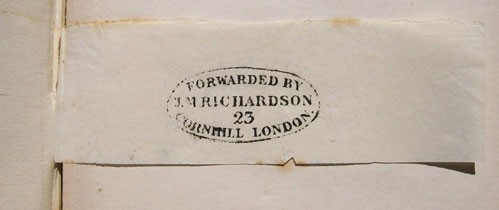 FORWARDED BY
J.M RICHARDSON
23
CORNHILL LONDON.